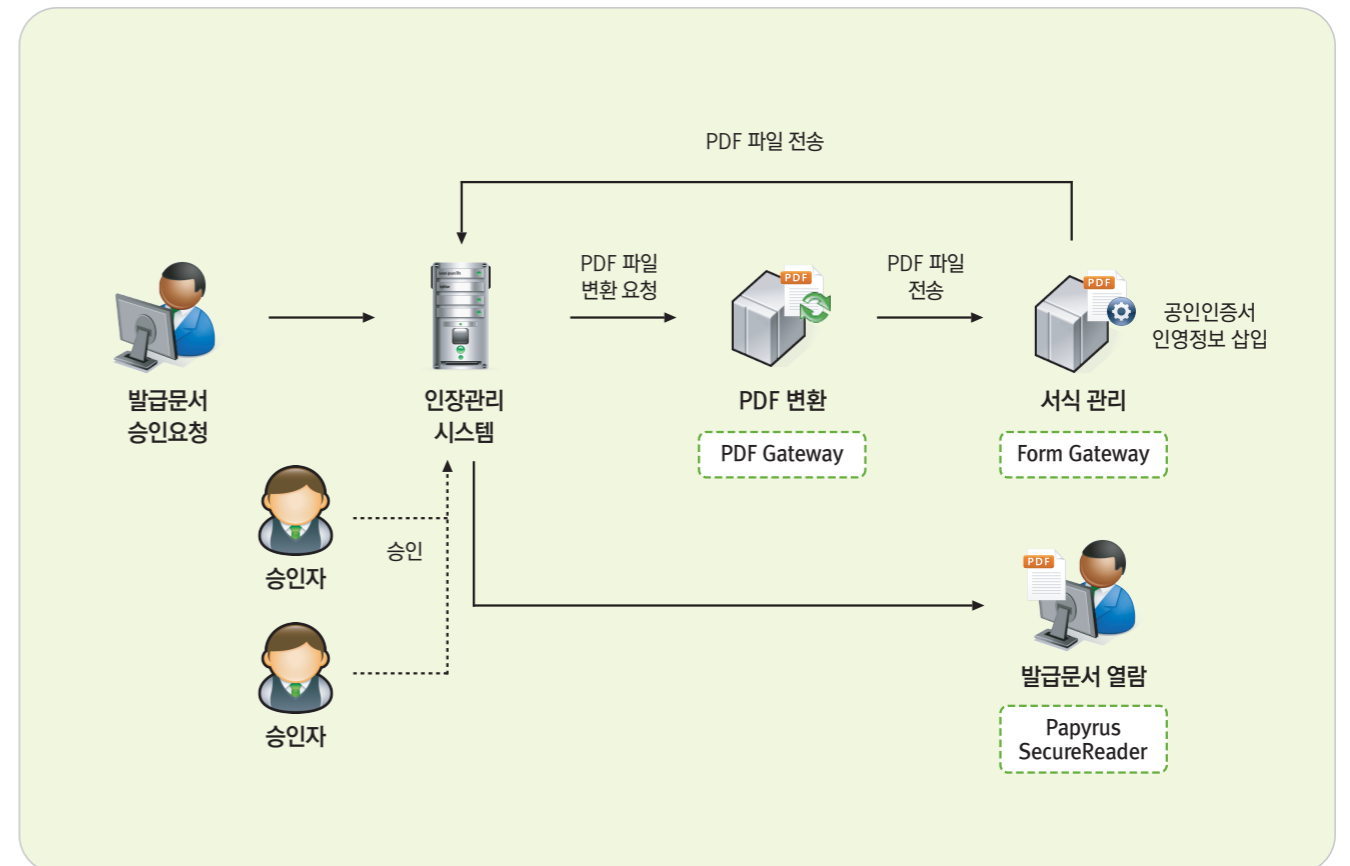 PDF 파일 전송
PDF 파일
변환 요청
PDF 파일
전송
PDF
PDF
공인인증서
인영정보 삽입
발급문서
승인요청
인장관리
시스템
PDF 변환
서식 관리
PDF Gateway
Form Gateway
승인자
승인
PDF
승인자
발급문서 열람
Papyrus
SecureReader